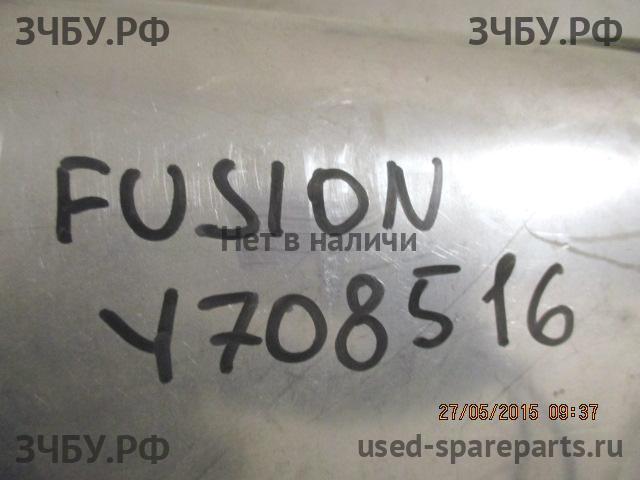 ЗЧБУ.РФ ЗЧБУ.РФ
FUSION
Нет в наличи
Y708516
27/05/2015 09:37
ЗЧБУ.РФ used-spareparts.ru